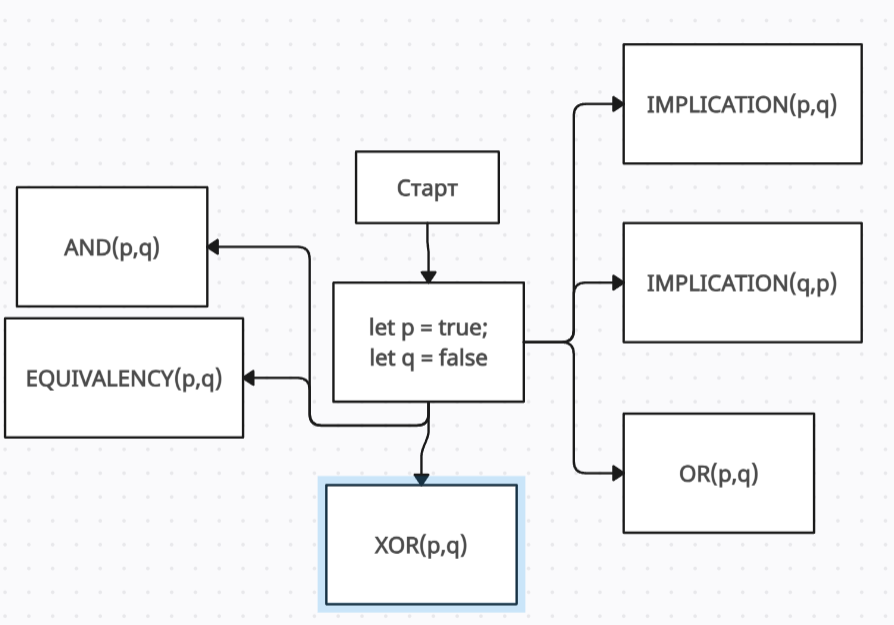 IMPLICATION(p,q)
Старт
AND(p,q)
IMPLICATION(q,p)
let p = true;
let q = false
EQUIVALENCY(p,q)
OR(p,q)
XOR(p,q)